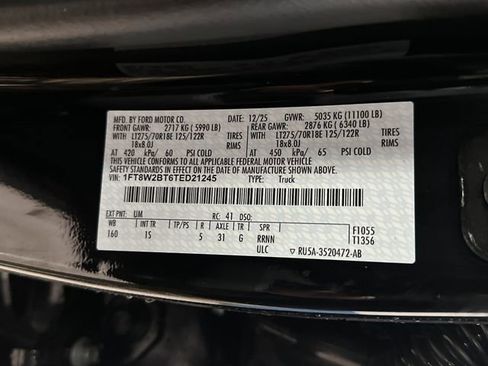 MFD. BY FORD MOTOR CO. 12/25 GVWR: 5035 KG (11100 LB)
FRONT GAWR: 2717 KG (5990 LB) REAR GAWR: 2876 KG (6340 LB)
WITH LT275/70R18E 125/122R TIRES WITH LT275/70R18E 125/122R TIRES
18x8.0J RIMS 18x8.0J RIMS
AT 420 kPa/ 60 PSI COLD AT 450 kPa/ 65 PSI COLD
THIS VEHICLE CONFORMS TO ALL APPLICABLE FEDERAL MOTOR VEHICLE
SAFETY STANDARDS IN EFFECT ON THE DATE OF MANUFACTURE SHOWN ABOVE.
VIN: 1FT8W2BT6TED21245 TYPE: Truck
EXT PNT: UM RC: 41 DSO:
WB INT TR TP/PS R AXLE TR SPR F1055
160 IS 5 31 G RRNN T1356
ULC RU5A-3520472-AB